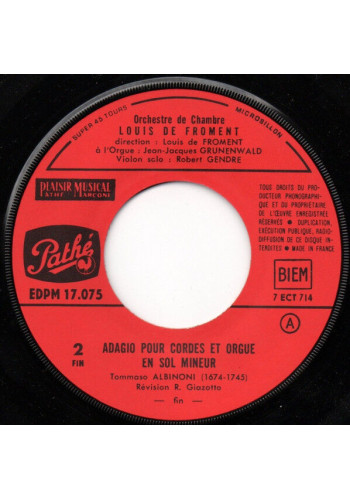 SUPER 45 TOURS
MICROSILLON
Orchestre de Chambre
LOUIS DE FROMENT
direction : Louis de FROMENT
à l'Orgue : Jean-Jacques GRUNENWALD
Violon solo : Robert GENDRE
PLAISIR MUSICAL
PATHÉ MARCONI
Pathé
EDPM 17.075
TOUS DROITS DU PRO-
DUCTEUR PHONOGRAPHI-
QUE ET DU PROPRIÉTAIRE
DE L'ŒUVRE ENREGISTRÉE
RÉSERVÉS • DUPLICATION,
EXÉCUTION PUBLIQUE, RADIO-
DIFFUSION DE CE DISQUE IN-
TERDITES • MADE IN FRANCE
BIEM
7 ECT 714
A
2
FIN
ADAGIO POUR CORDES ET ORGUE
EN SOL MINEUR
Tommaso ALBINONI (1674-1745)
Révision R. Giazotto
— fin —